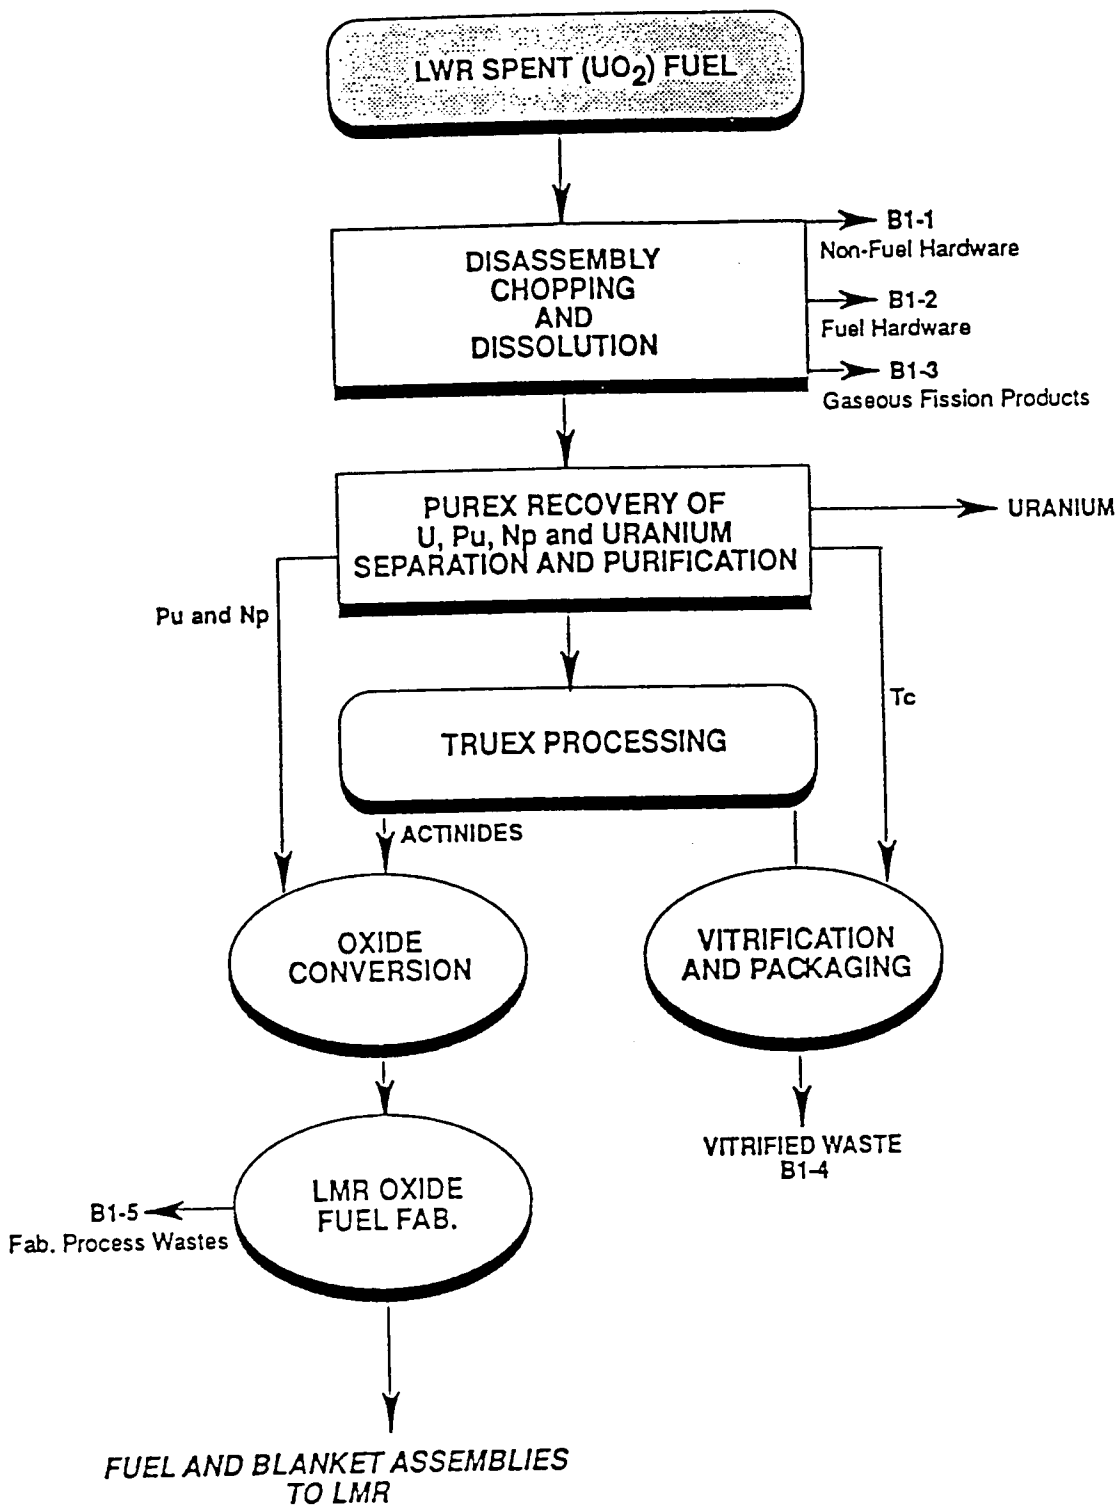 LWR SPENT (UO2) FUEL
DISASSEMBLY
CHOPPING
AND
DISSOLUTION
B1-1
Non-Fuel Hardware
B1-2
Fuel Hardware
B1-3
Gaseous Fission Products
PUREX RECOVERY OF
U, Pu, Np and URANIUM
SEPARATION AND PURIFICATION
URANIUM
Pu and Np
Tc
TRUEX PROCESSING
ACTINIDES
OXIDE
CONVERSION
VITRIFICATION
AND PACKAGING
VITRIFIED WASTE
B1-4
LMR OXIDE
FUEL FAB.
B1-5
Fab. Process Wastes
FUEL AND BLANKET ASSEMBLIES
TO LMR